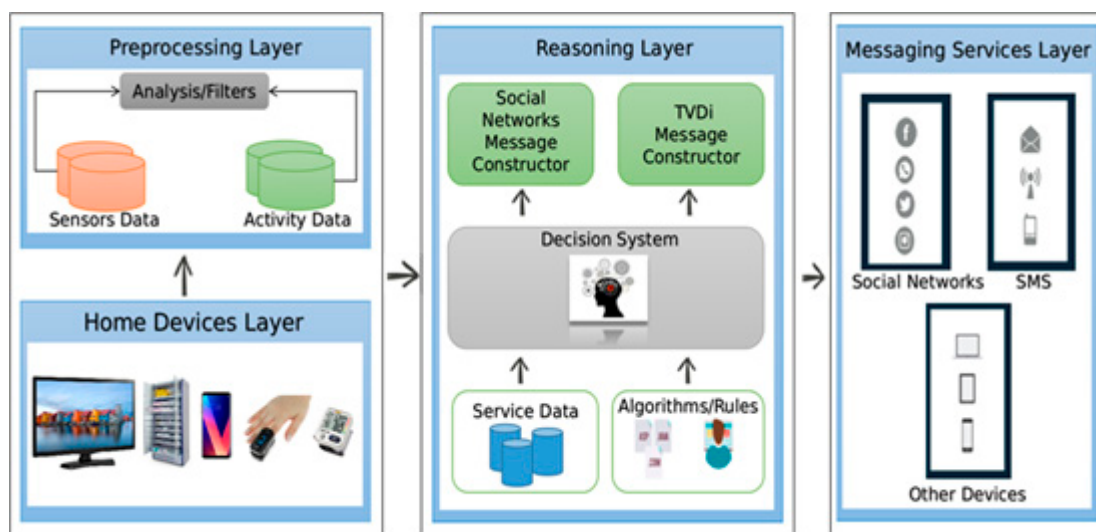 Preprocessing Layer
Analysis/Filters
Sensors Data
Activity Data
Home Devices Layer
Reasoning Layer
Social
Networks
Message
Constructor
TVDi
Message
Constructor
Decision System
Service Data
Algorithms/Rules
Messaging Services Layer
Social Networks
SMS
Other Devices